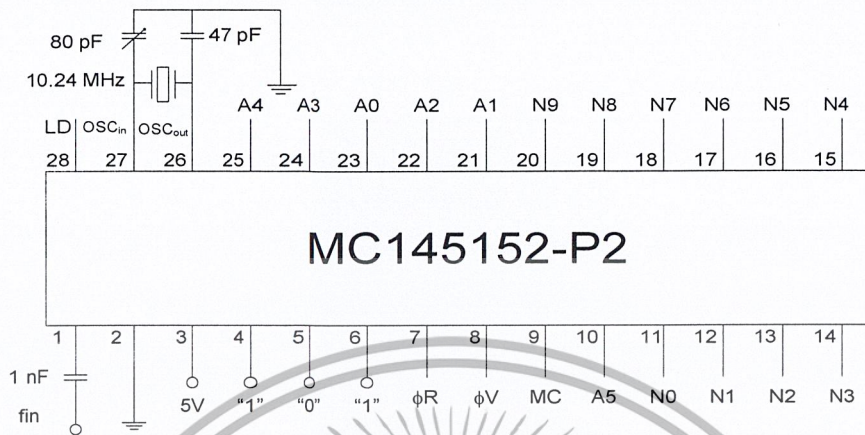 80 pF
47 pF
10.24 MHz
A4 A3 A0 A2 A1 N9 N8 N7 N6 N5 N4
LD OSCin OSCout
28 27 26 25 24 23 22 21 20 19 18 17 16 15
MC145152-P2
1 2 3 4 5 6 7 8 9 10 11 12 13 14
1 nF
fin
5V “1” “0” “1” ϕR ϕV MC A5 N0 N1 N2 N3